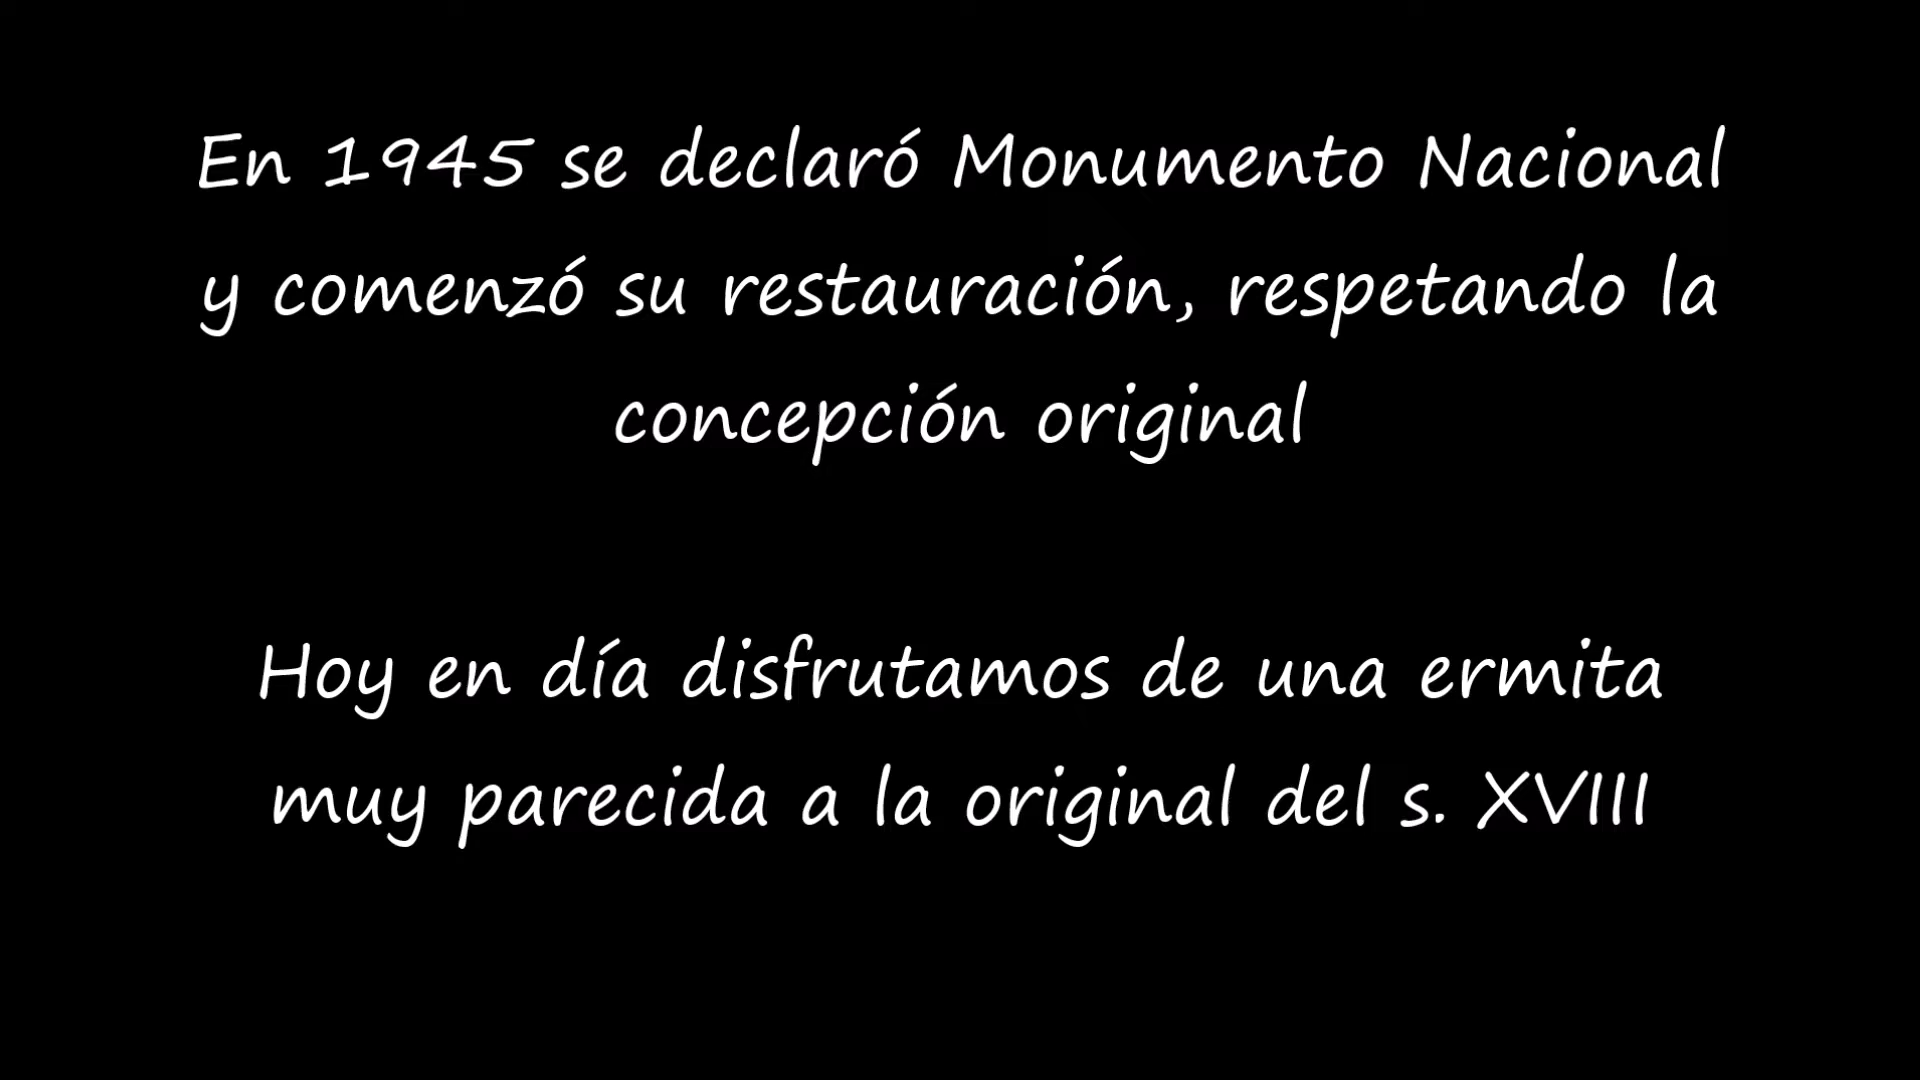 En 1945 se declaró Monumento Nacional
y comenzó su restauración, respetando la
concepción original
Hoy en día disfrutamos de una ermita
muy parecida a la original del s. XVIII